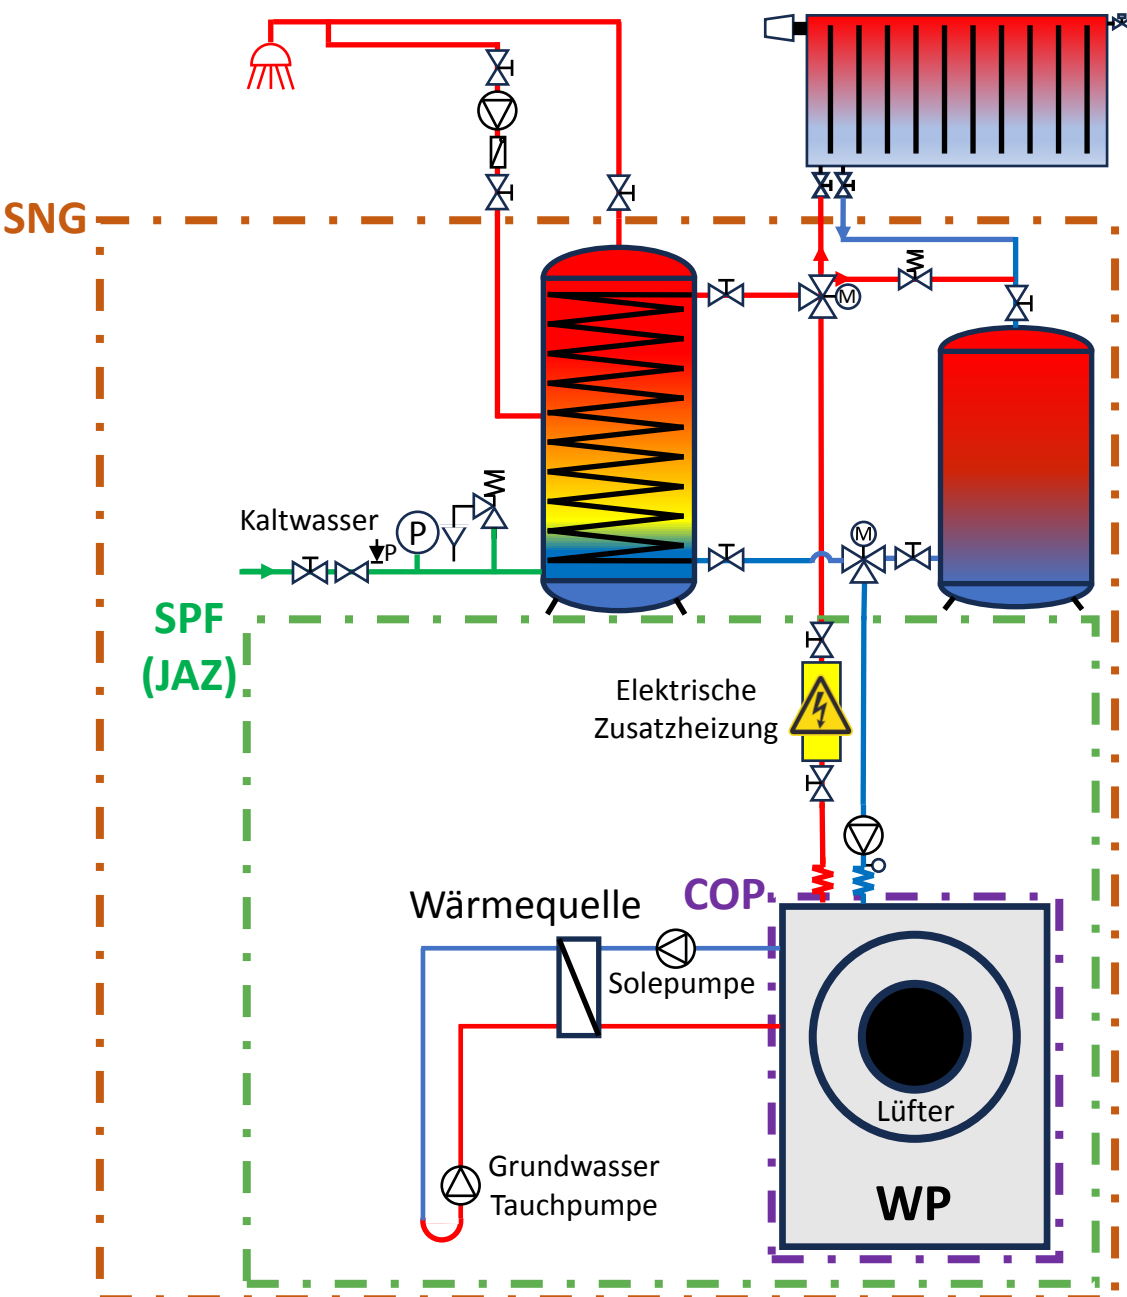 SNG
M
Kaltwasser
P
P
M
SPF
(JAZ)
Elektrische
Zusatzheizung
COP
Wärmequelle
Solepumpe
Lüfter
Grundwasser
Tauchpumpe
WP